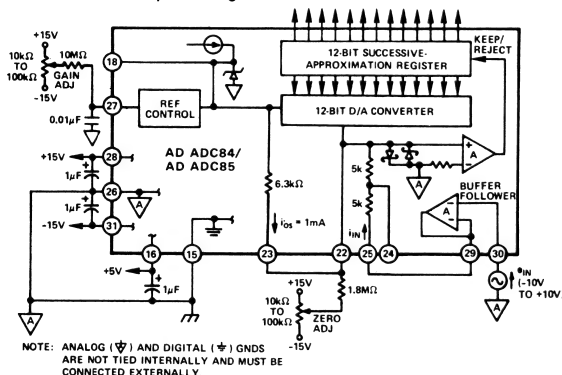 +15V
10kΩ
TO
100kΩ
-15V
10MΩ
GAIN
ADJ
0.01µF
18
27
REF
CONTROL
12-BIT SUCCESSIVE-
APPROXIMATION REGISTER
KEEP/
REJECT
12-BIT D/A CONVERTER
AD ADC84/
AD ADC85
+15V
28
1µF
26
A
1µF
-15V
31
6.3kΩ
iOS = 1mA
5k
5k
iIN
A
A
BUFFER
FOLLOWER
A
16
15
23
22
25
24
29
30
+5V
1µF
A
+15V
10kΩ
TO
100kΩ
-15V
ZERO
ADJ
1.8MΩ
eIN
(-10V
TO +10V)
A
NOTE: ANALOG (A) AND DIGITAL (⏚) GNDS
ARE NOT TIED INTERNALLY AND MUST BE
CONNECTED EXTERNALLY